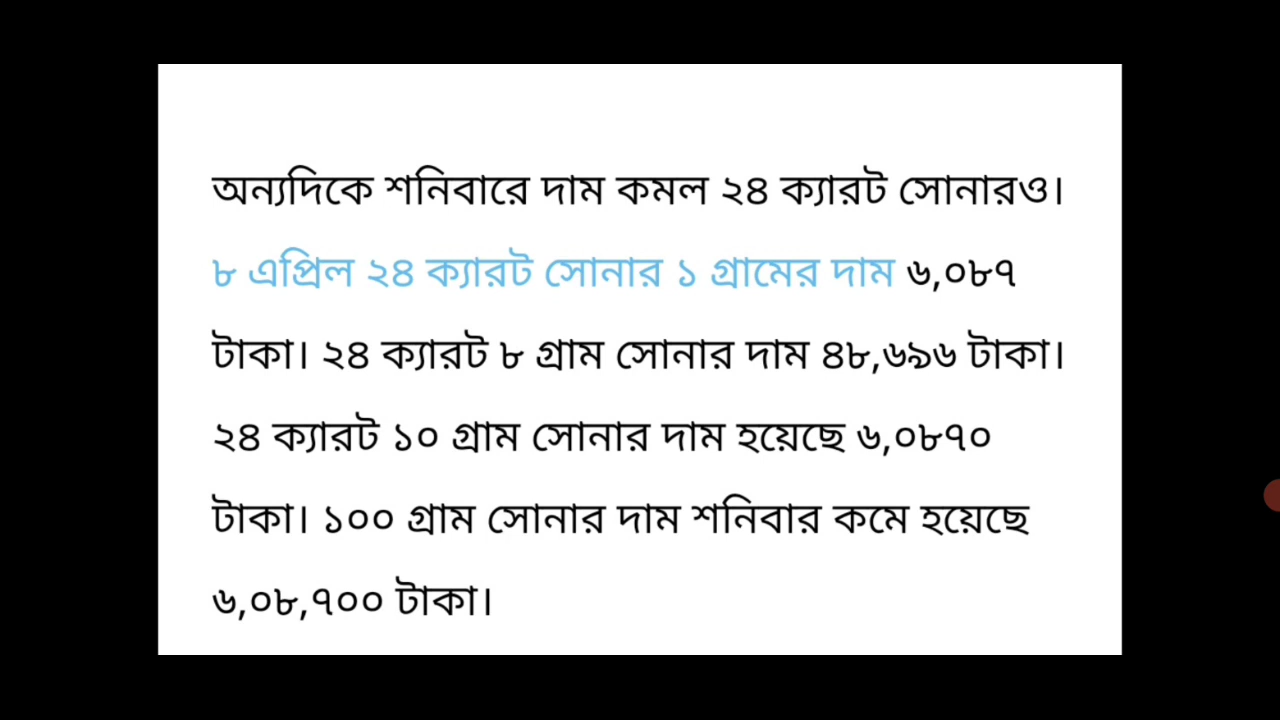 অন্যদিকে শনিবারে দাম কমল ২৪ ক্যারট সোনারও।
৮ এপ্রিল ২৪ ক্যারট সোনার ১ গ্রামের দাম ৬,০৮৭
টাকা। ২৪ ক্যারট ৮ গ্রাম সোনার দাম ৪৮,৬৯৬ টাকা।
২৪ ক্যারট ১০ গ্রাম সোনার দাম হয়েছে ৬,০৮৭০
টাকা। ১০০ গ্রাম সোনার দাম শনিবার কমে হয়েছে
৬,০৮,৭০০ টাকা।